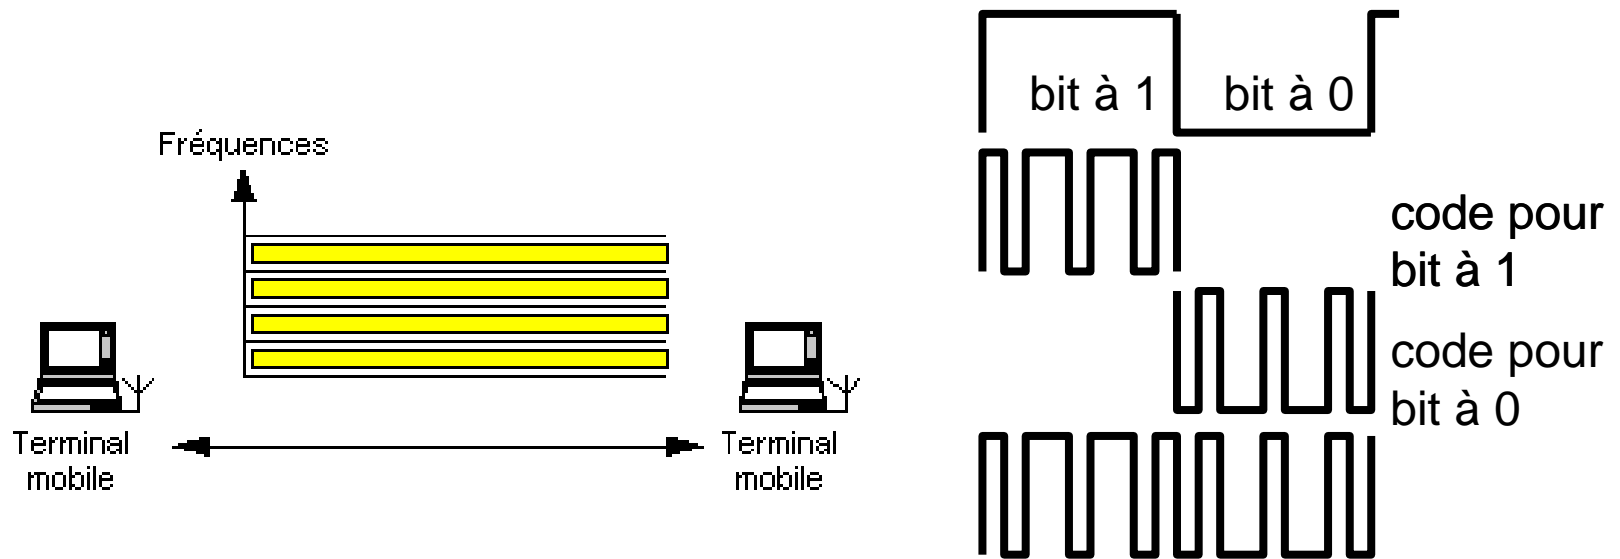 Fréquences
Terminal
mobile
Terminal
mobile
bit à 1
bit à 0
code pour
bit à 1
code pour
bit à 0